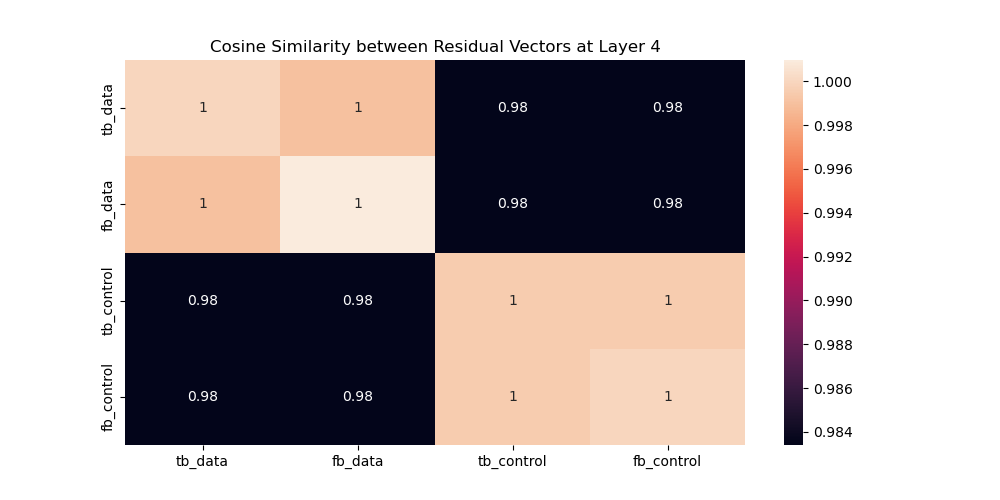 Cosine Similarity between Residual Vectors at Layer 4
tb_data
1
1
0.98
0.98
fb_data
1
1
0.98
0.98
tb_control
0.98
0.98
1
1
fb_control
0.98
0.98
1
1
tb_data
fb_data
tb_control
fb_control
1.000
0.998
0.996
0.994
0.992
0.990
0.988
0.986
0.984